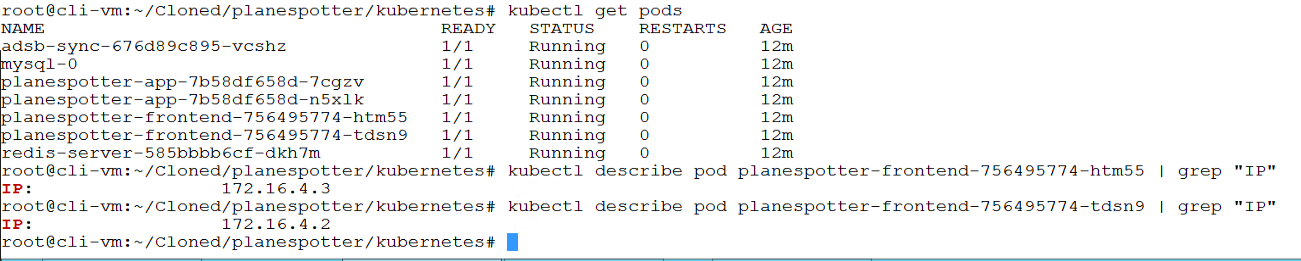 root@cli-vm:~/Cloned/planespotter/kubernetes# kubectl get pods
NAME                                    READY   STATUS    RESTARTS   AGE
adsb-sync-676d89c895-vcshz              1/1     Running   0          12m
mysql-0                                 1/1     Running   0          12m
planespotter-app-7b58df658d-7cgzv       1/1     Running   0          12m
planespotter-app-7b58df658d-n5xlk       1/1     Running   0          12m
planespotter-frontend-756495774-htm55   1/1     Running   0          12m
planespotter-frontend-756495774-tdsn9   1/1     Running   0          12m
redis-server-585bbbb6cf-dkh7m           1/1     Running   0          12m
root@cli-vm:~/Cloned/planespotter/kubernetes# kubectl describe pod planespotter-frontend-756495774-htm55 | grep "IP"
IP:                 172.16.4.3
root@cli-vm:~/Cloned/planespotter/kubernetes# kubectl describe pod planespotter-frontend-756495774-tdsn9 | grep "IP"
IP:                 172.16.4.2
root@cli-vm:~/Cloned/planespotter/kubernetes#